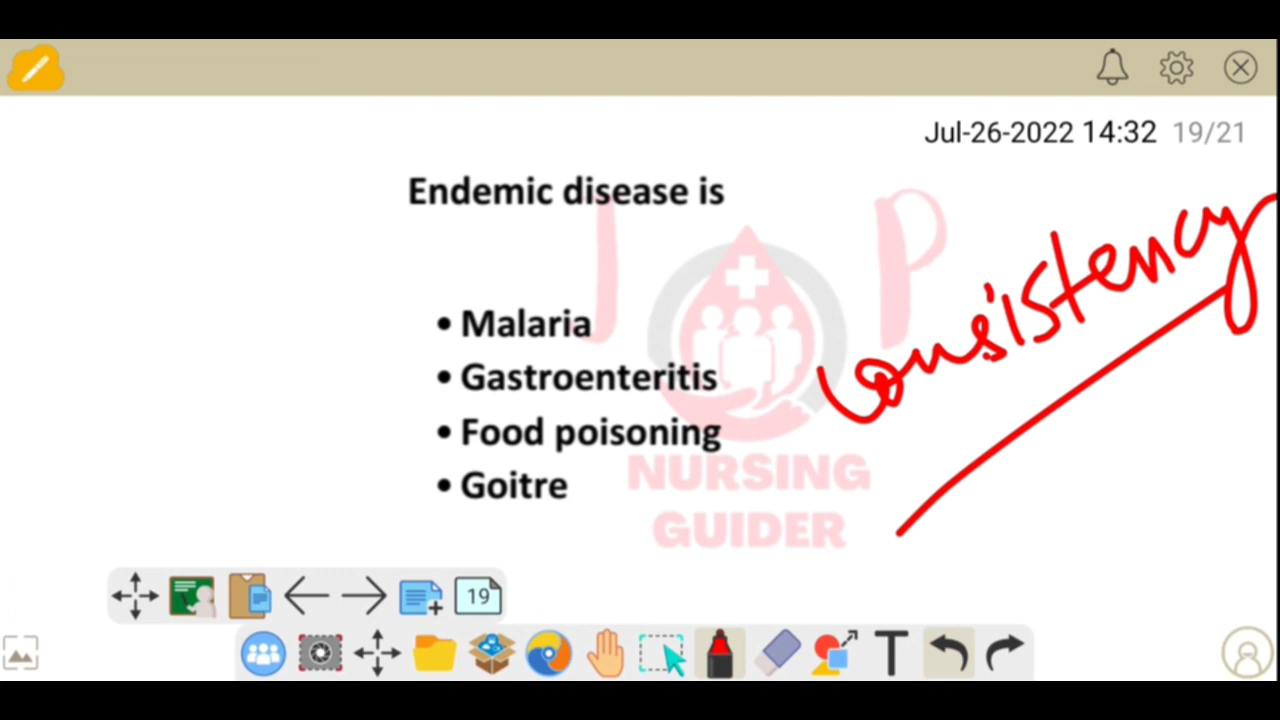 Jul-26-2022 14:32 19/21
Endemic disease is
• Malaria
• Gastroenteritis
• Food poisoning
• Goitre
consistency
J P
NURSING
GUIDER
19
T